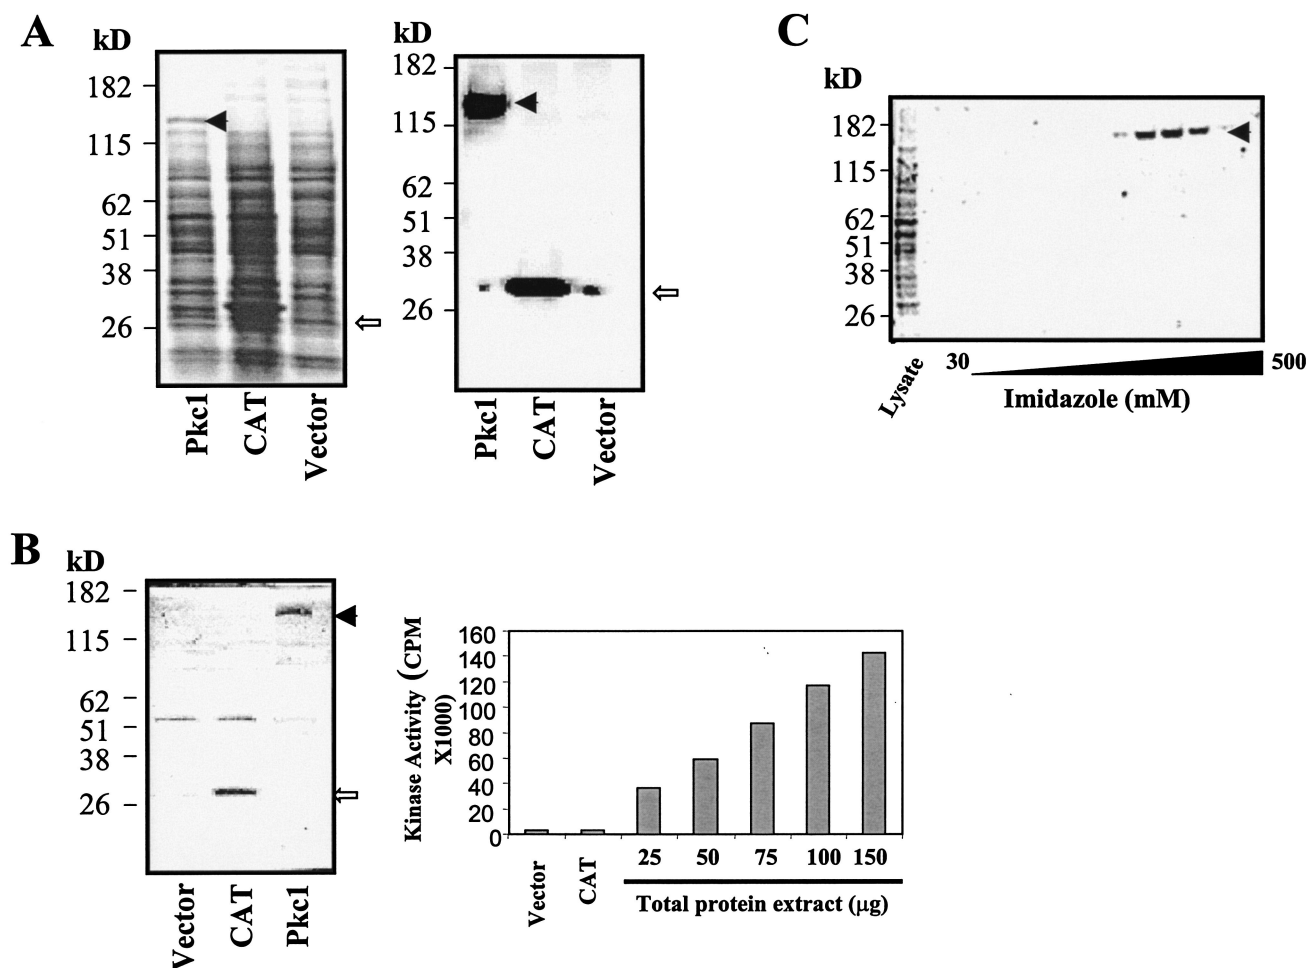 A
kD
182
115
62
51
38
26
Pkc1
CAT
Vector
kD
182
115
62
51
38
26
Pkc1
CAT
Vector
C
kD
182
115
62
51
38
26
Lysate
30
500
Imidazole (mM)
B
kD
182
115
62
51
38
26
Vector
CAT
Pkc1
Kinase Activity (CPM
X1000)
160
140
120
100
80
60
40
20
0
Vector
CAT
25 50 75 100 150
Total protein extract (μg)